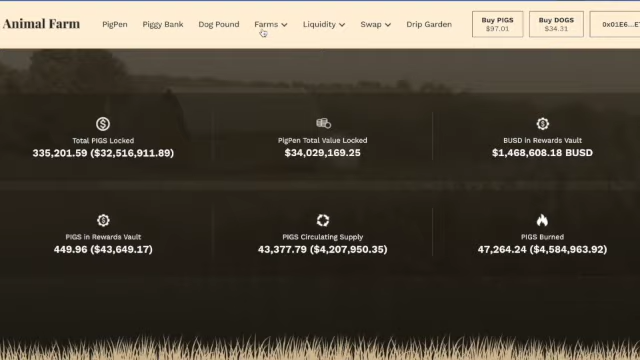 Animal Farm
PigPen Piggy Bank Dog Pound Farms Liquidity Swap Drip Garden
Buy PIGS
$97.01
Buy DOGS
$34.31
Total PIGS Locked
335,201.59 ($32,516,911.89)
PigPen Total Value Locked
$34,029,169.25
BUSD in Rewards Vault
$1,468,608.18 BUSD
PIGS in Rewards Vault
449.96 ($43,649.17)
PIGS Circulating Supply
43,377.79 ($4,207,950.35)
PIGS Burned
47,264.24 ($4,584,963.92)